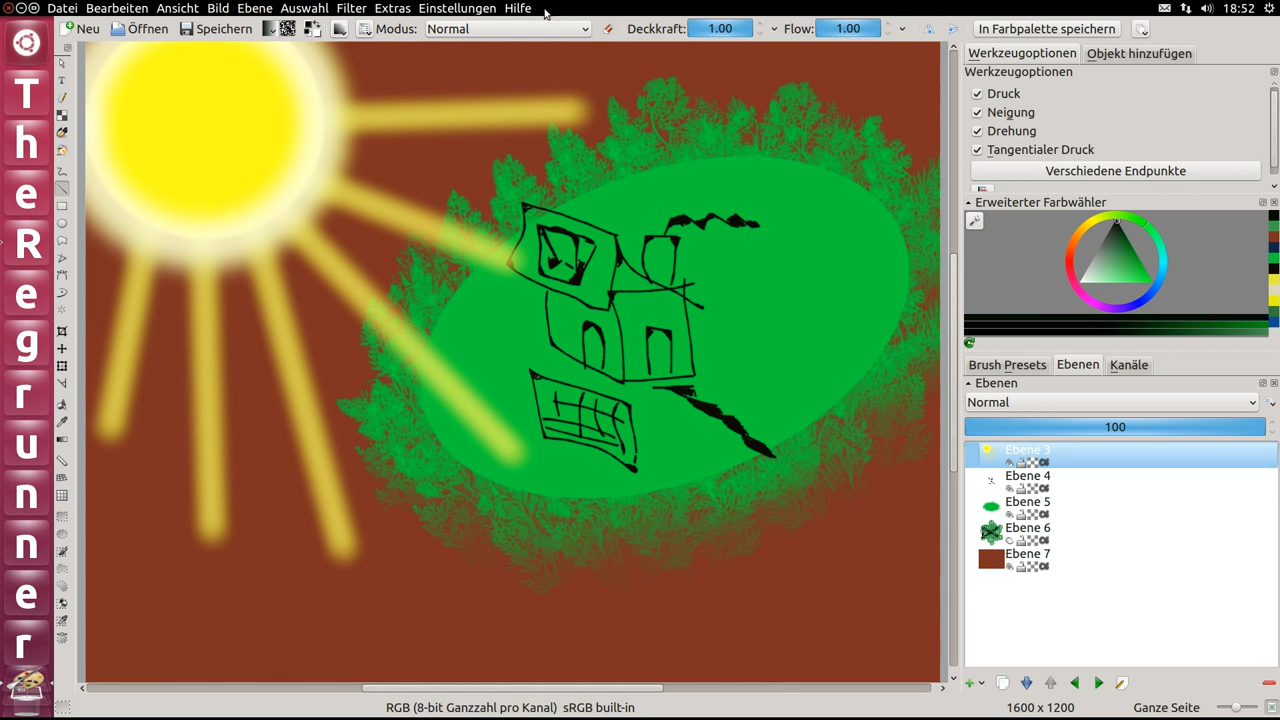 Datei Bearbeiten Ansicht Bild Ebene Auswahl Filter Extras Einstellungen Hilfe 18:52
Neu Öffnen Speichern Modus: Normal Deckkraft: 1.00 Flow: 1.00 In Farbpalette speichern
T
h
e
R
e
g
r
u
n
n
e
r
Werkzeugoptionen Objekt hinzufügen
Werkzeugoptionen
Druck
Neigung
Drehung
Tangentialer Druck
Verschiedene Endpunkte
Erweiterter Farbwähler
Brush Presets Ebenen Kanäle
Ebenen
Normal
100
Ebene 3
Ebene 4
Ebene 5
Ebene 6
Ebene 7
RGB (8-bit Ganzzahl pro Kanal) sRGB built-in 1600 x 1200 Ganze Seite